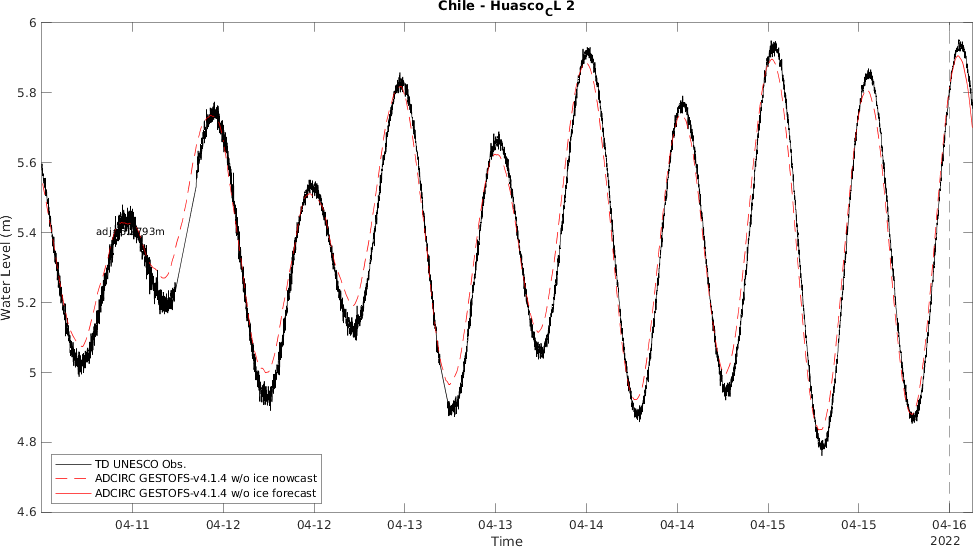 Chile - Huasco_CL 2
6
5.8
5.6
5.4
5.2
5
4.8
4.6
Water Level (m)
TD UNESCO Obs.
ADCIRC GESTOFS-v4.1.4 w/o ice nowcast
ADCIRC GESTOFS-v4.1.4 w/o ice forecast
04-11 04-12 04-12 04-13 04-13 04-14 04-14 04-15 04-15 04-16
Time 2022